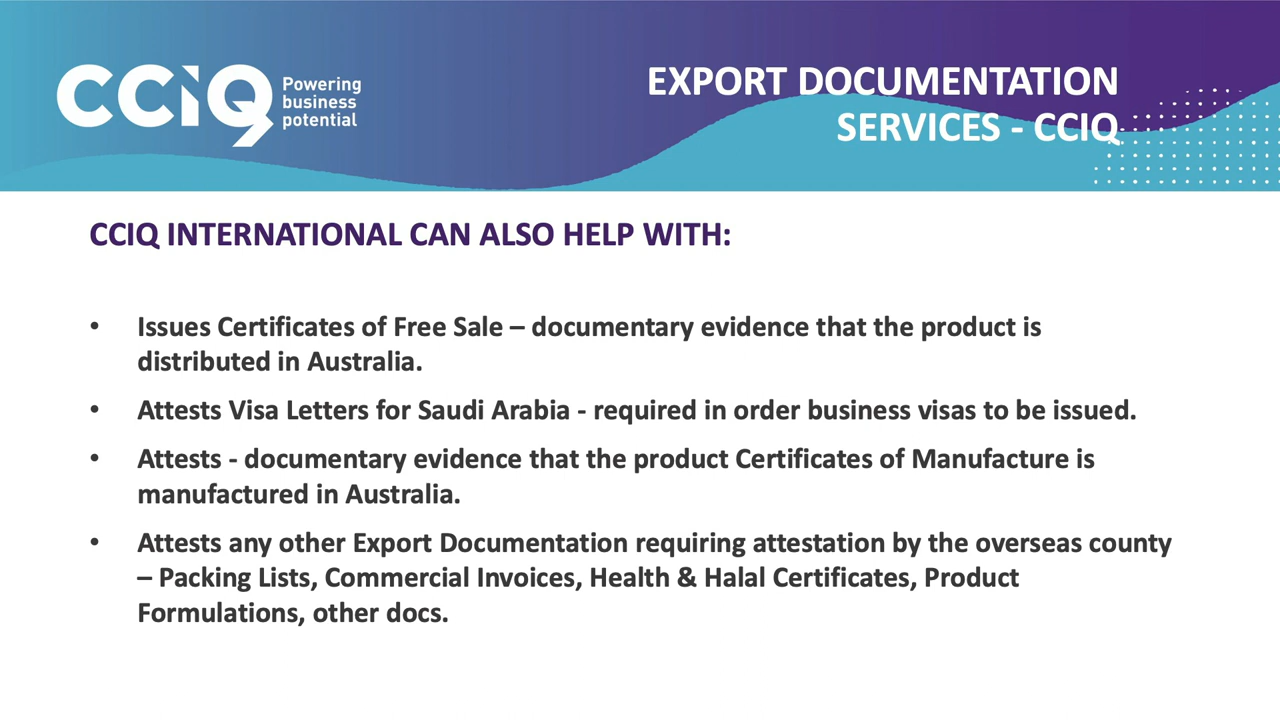 CCiQ
Powering
business
potential
EXPORT DOCUMENTATION
SERVICES - CCIQ
CCIQ INTERNATIONAL CAN ALSO HELP WITH:
• Issues Certificates of Free Sale – documentary evidence that the product is
distributed in Australia.
• Attests Visa Letters for Saudi Arabia - required in order business visas to be issued.
• Attests - documentary evidence that the product Certificates of Manufacture is
manufactured in Australia.
• Attests any other Export Documentation requiring attestation by the overseas county
– Packing Lists, Commercial Invoices, Health & Halal Certificates, Product
Formulations, other docs.